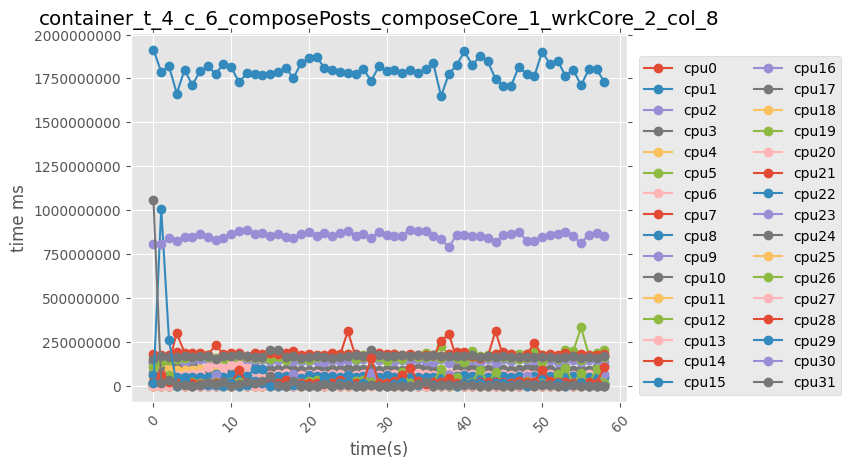 container_t_4_c_6_composePosts_composeCore_1_wrkCore_2_col_8
2000000000
1750000000
1500000000
1250000000
1000000000
750000000
500000000
250000000
0
time ms
0
10
20
30
40
50
60
time(s)
cpu0
cpu1
cpu2
cpu3
cpu4
cpu5
cpu6
cpu7
cpu8
cpu9
cpu10
cpu11
cpu12
cpu13
cpu14
cpu15
cpu16
cpu17
cpu18
cpu19
cpu20
cpu21
cpu22
cpu23
cpu24
cpu25
cpu26
cpu27
cpu28
cpu29
cpu30
cpu31